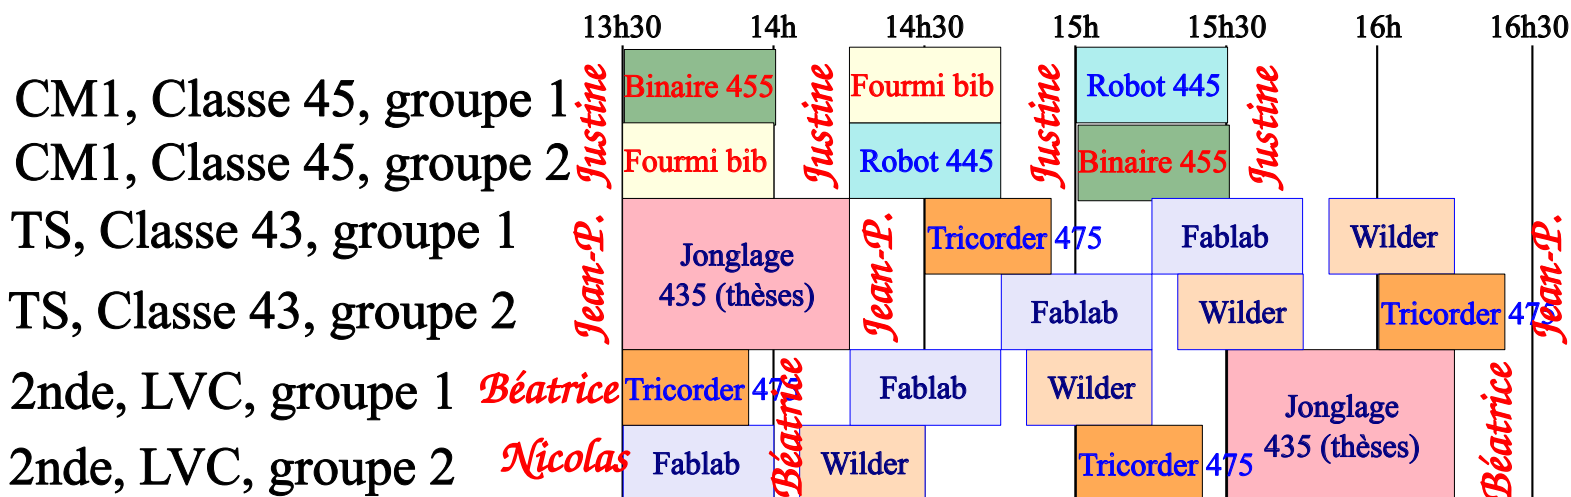 13h30 14h 14h30 15h 15h30 16h 16h30
CM1, Classe 45, groupe 1 Binaire 455 Fourmi bib Robot 445
Justine Justine Justine Justine
CM1, Classe 45, groupe 2 Fourmi bib Robot 445 Binaire 455
TS, Classe 43, groupe 1 Tricorder 475 Fablab Wilder
Jean-P. Jean-P. Jean-P.
Jonglage
435 (thèses)
TS, Classe 43, groupe 2 Fablab Wilder Tricorder 475
2nde, LVC, groupe 1 Béatrice Tricorder 475 Fablab Wilder
Béatrice Béatrice
Jonglage
435 (thèses)
2nde, LVC, groupe 2 Nicolas Fablab Wilder Tricorder 475